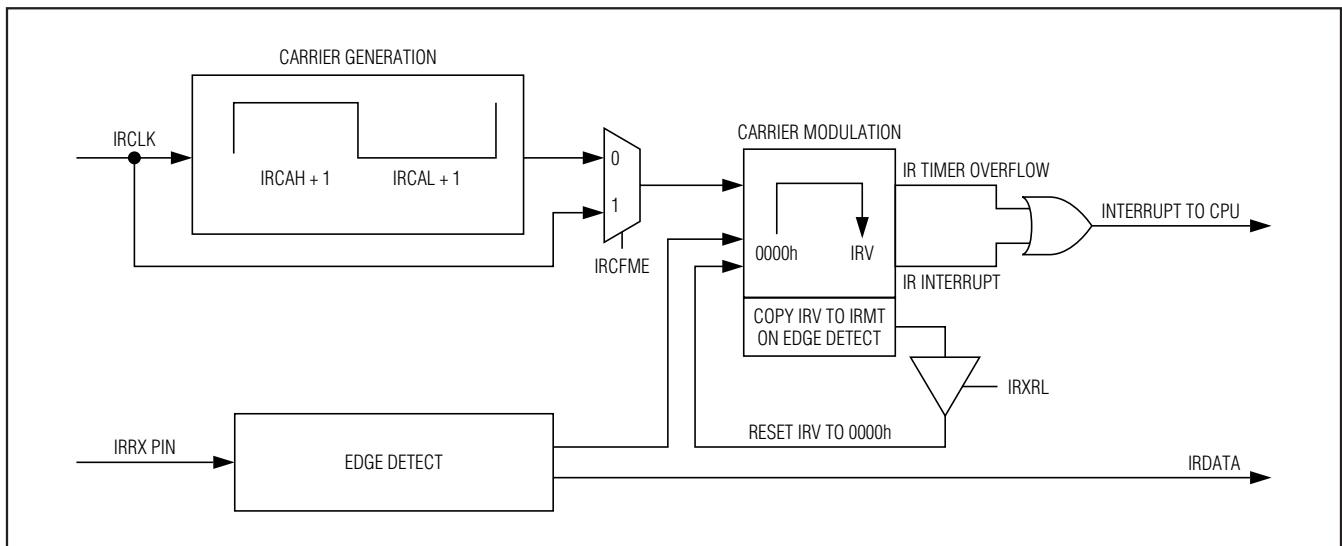 CARRIER GENERATION
IRCLK
IRCAH + 1
IRCAL + 1
0
1
IRCFME
CARRIER MODULATION
0000h
IRV
COPY IRV TO IRMT
ON EDGE DETECT
IR TIMER OVERFLOW
IR INTERRUPT
INTERRUPT TO CPU
IRXRL
RESET IRV TO 0000h
IRRX PIN
EDGE DETECT
IRDATA